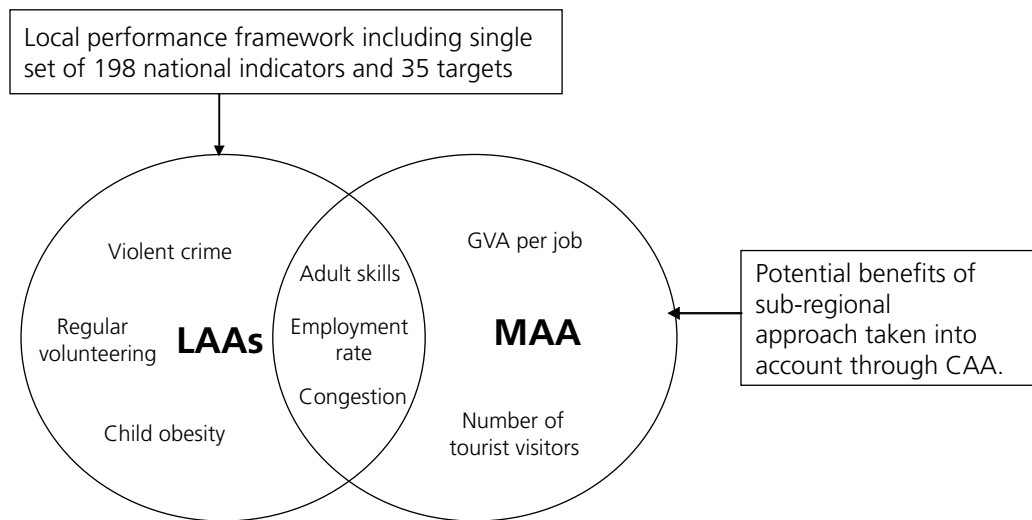 Local performance framework including single
set of 198 national indicators and 35 targets
Violent crime
Regular
volunteering
LAAs
Child obesity
Adult skills
Employment
rate
Congestion
GVA per job
MAA
Number of
tourist visitors
Potential benefits of
sub-regional
approach taken into
account through CAA.